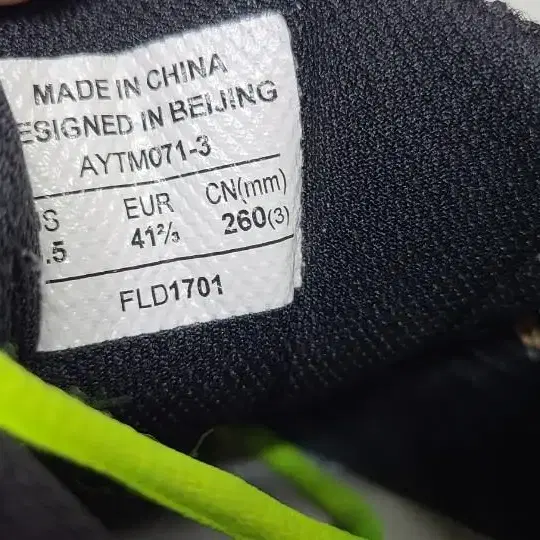 MADE IN CHINA
ESIGNED IN BEIJING
AYTM071-3
S EUR CN(mm)
.5 41⅔ 260(3)
FLD1701